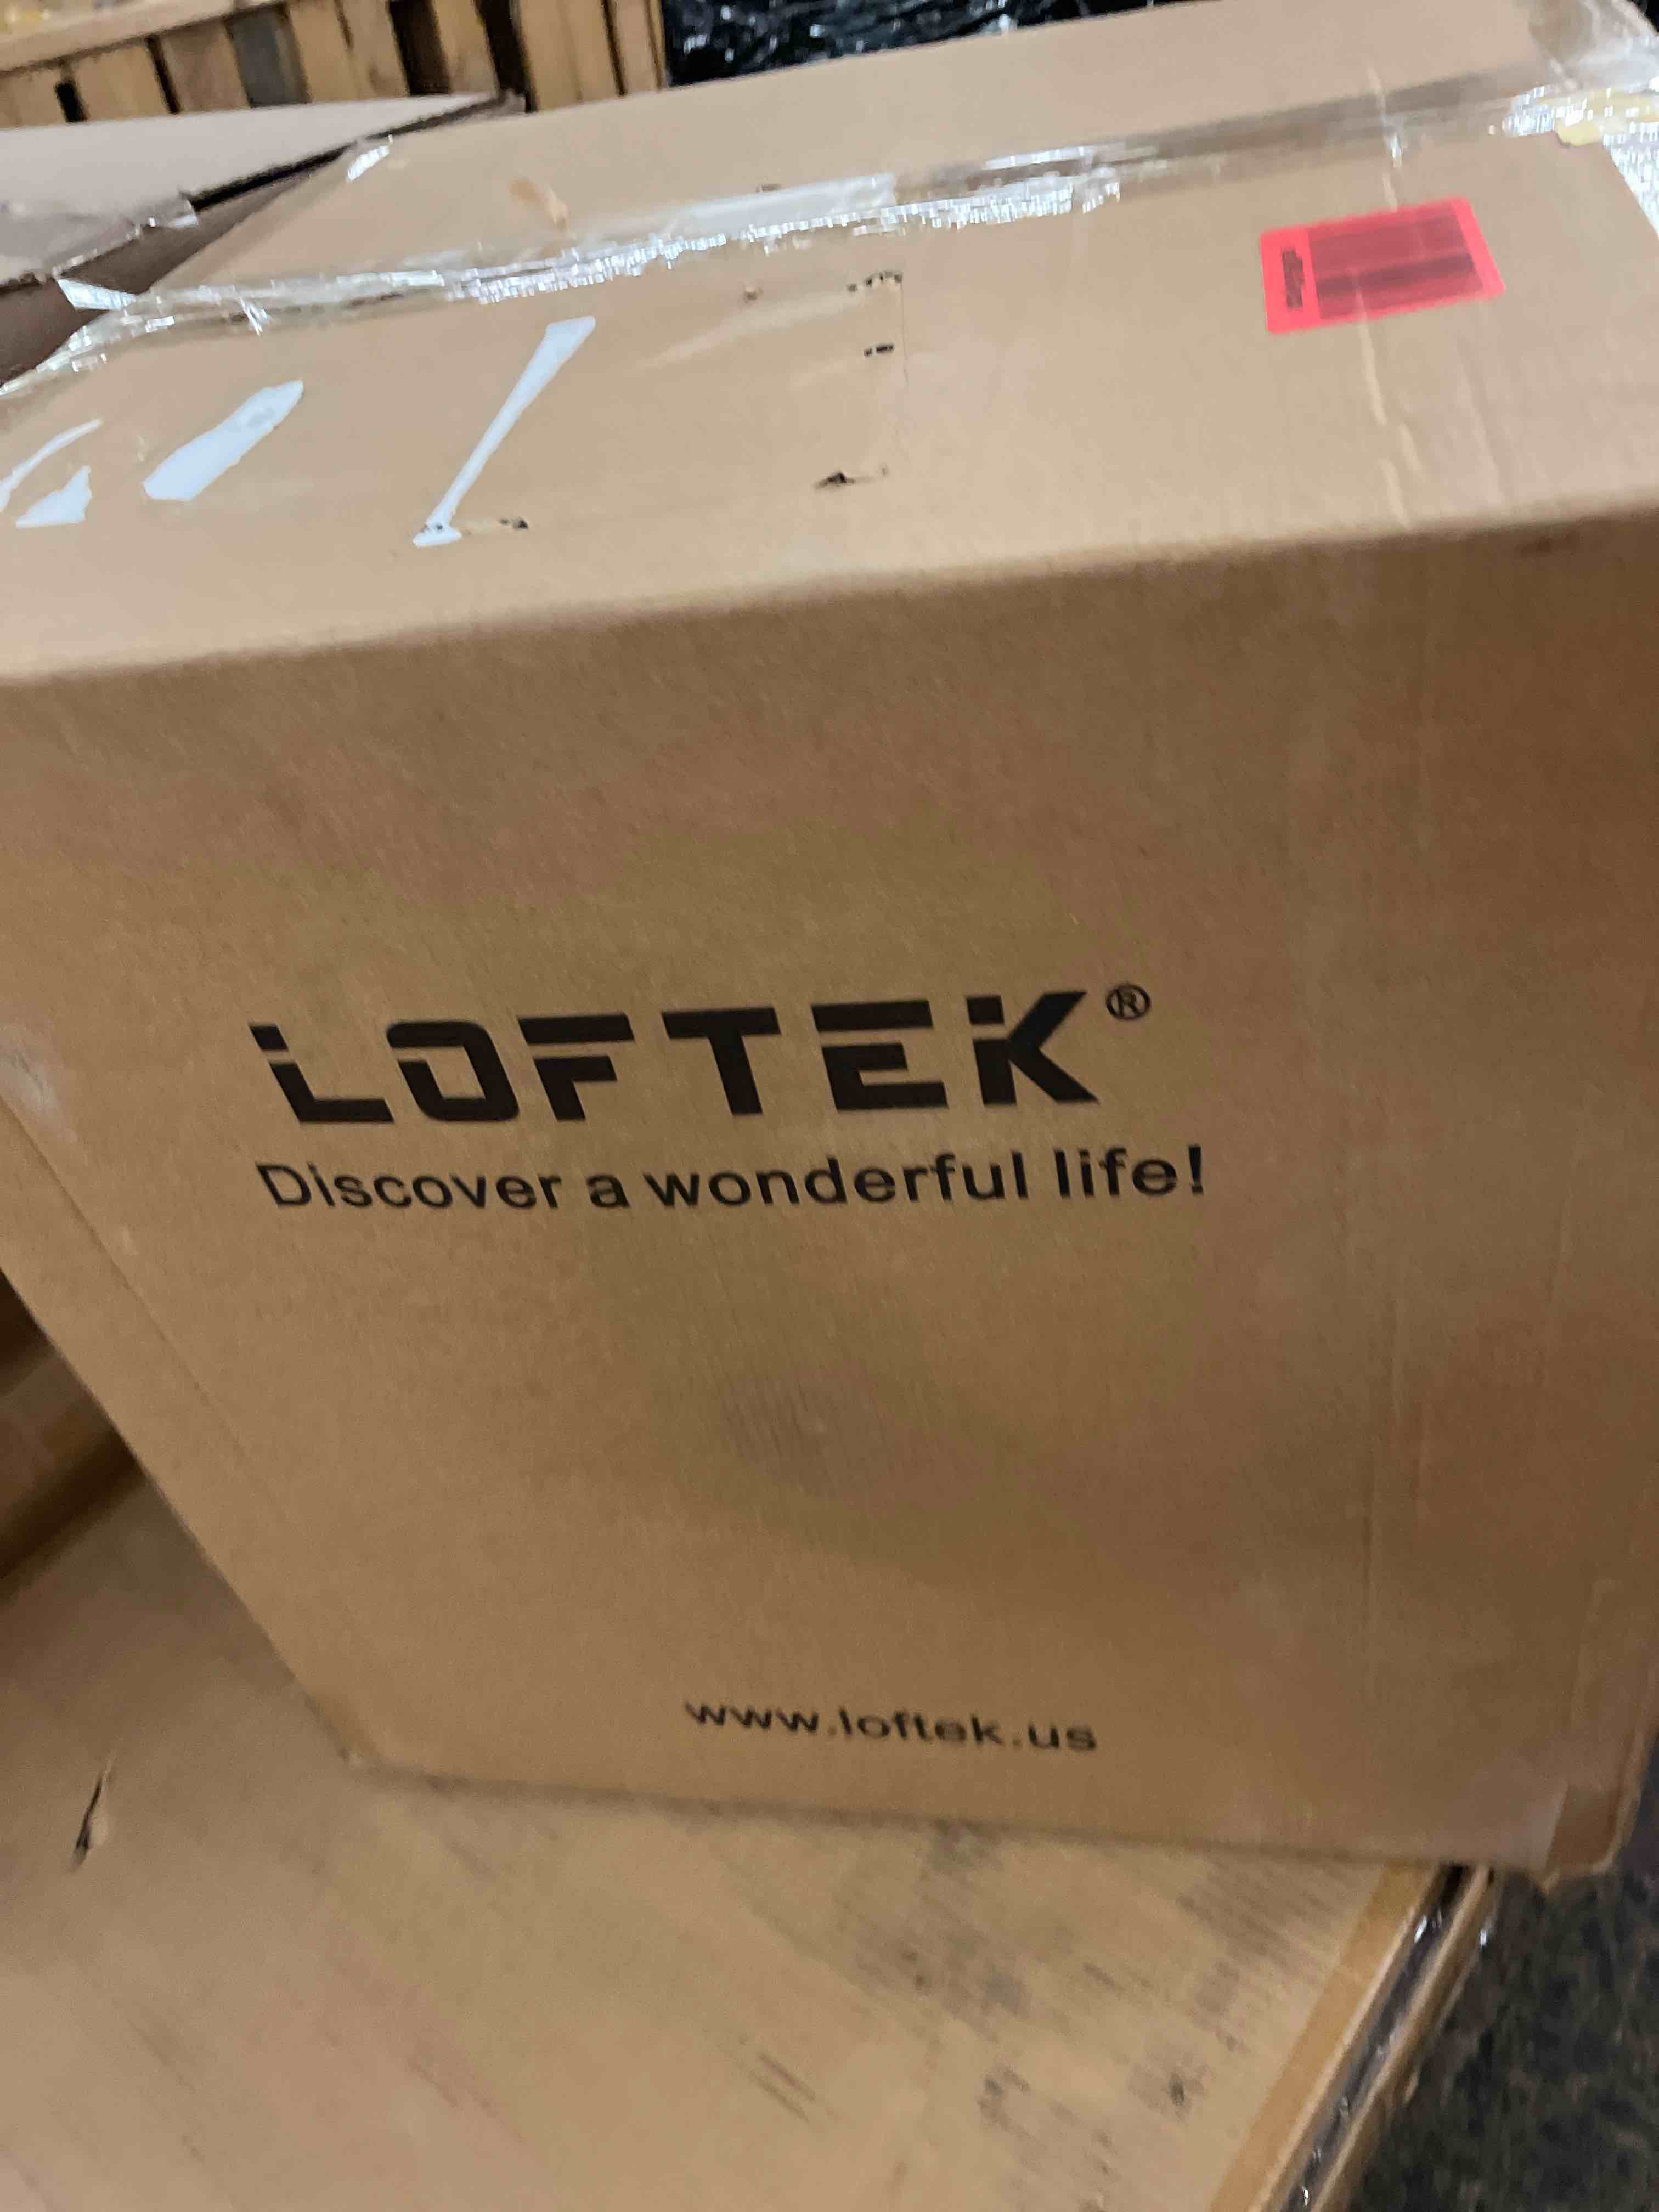 LOFTEK®
Discover a wonderful life!
www.loftek.us